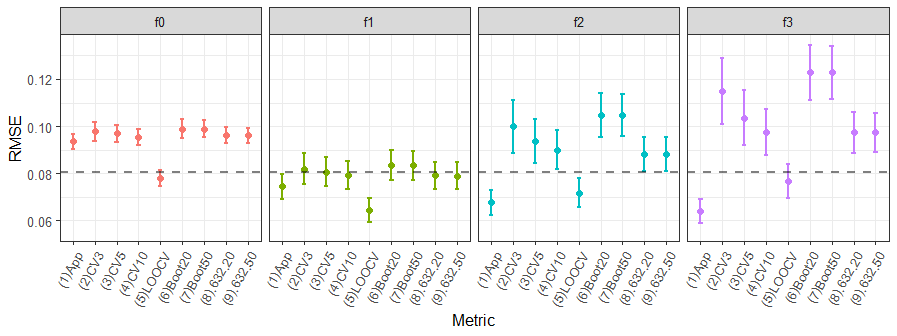 f0 f1 f2 f3
RMSE
0.12
0.10
0.08
0.06
(1)App (2)CV3 (3)CV5 (4)CV10 (5)LOOCV (6)Boot20 (7)Boot50 (8).632.20 (9).632.50
(1)App (2)CV3 (3)CV5 (4)CV10 (5)LOOCV (6)Boot20 (7)Boot50 (8).632.20 (9).632.50
(1)App (2)CV3 (3)CV5 (4)CV10 (5)LOOCV (6)Boot20 (7)Boot50 (8).632.20 (9).632.50
(1)App (2)CV3 (3)CV5 (4)CV10 (5)LOOCV (6)Boot20 (7)Boot50 (8).632.20 (9).632.50
Metric